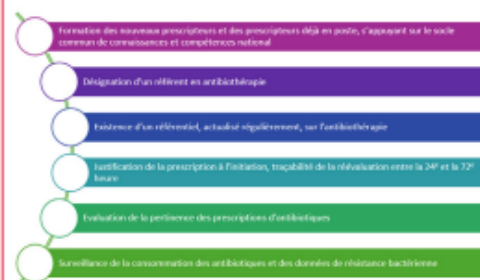 Formation des nouveaux prescripteurs et des prescripteurs déjà en poste, s'appuyant sur le socle
commun de connaissances et compétences national
Désignation d'un référent en antibiothérapie
Existence d'un référentiel, actualisé régulièrement, sur l'antibiothérapie
Justification de la prescription à l'initiation, traçabilité de la réévaluation entre la 24ᵉ et la 72ᵉ
heure
Evaluation de la pertinence des prescriptions d'antibiotiques
Surveillance de la consommation des antibiotiques et des données de résistance bactérienne